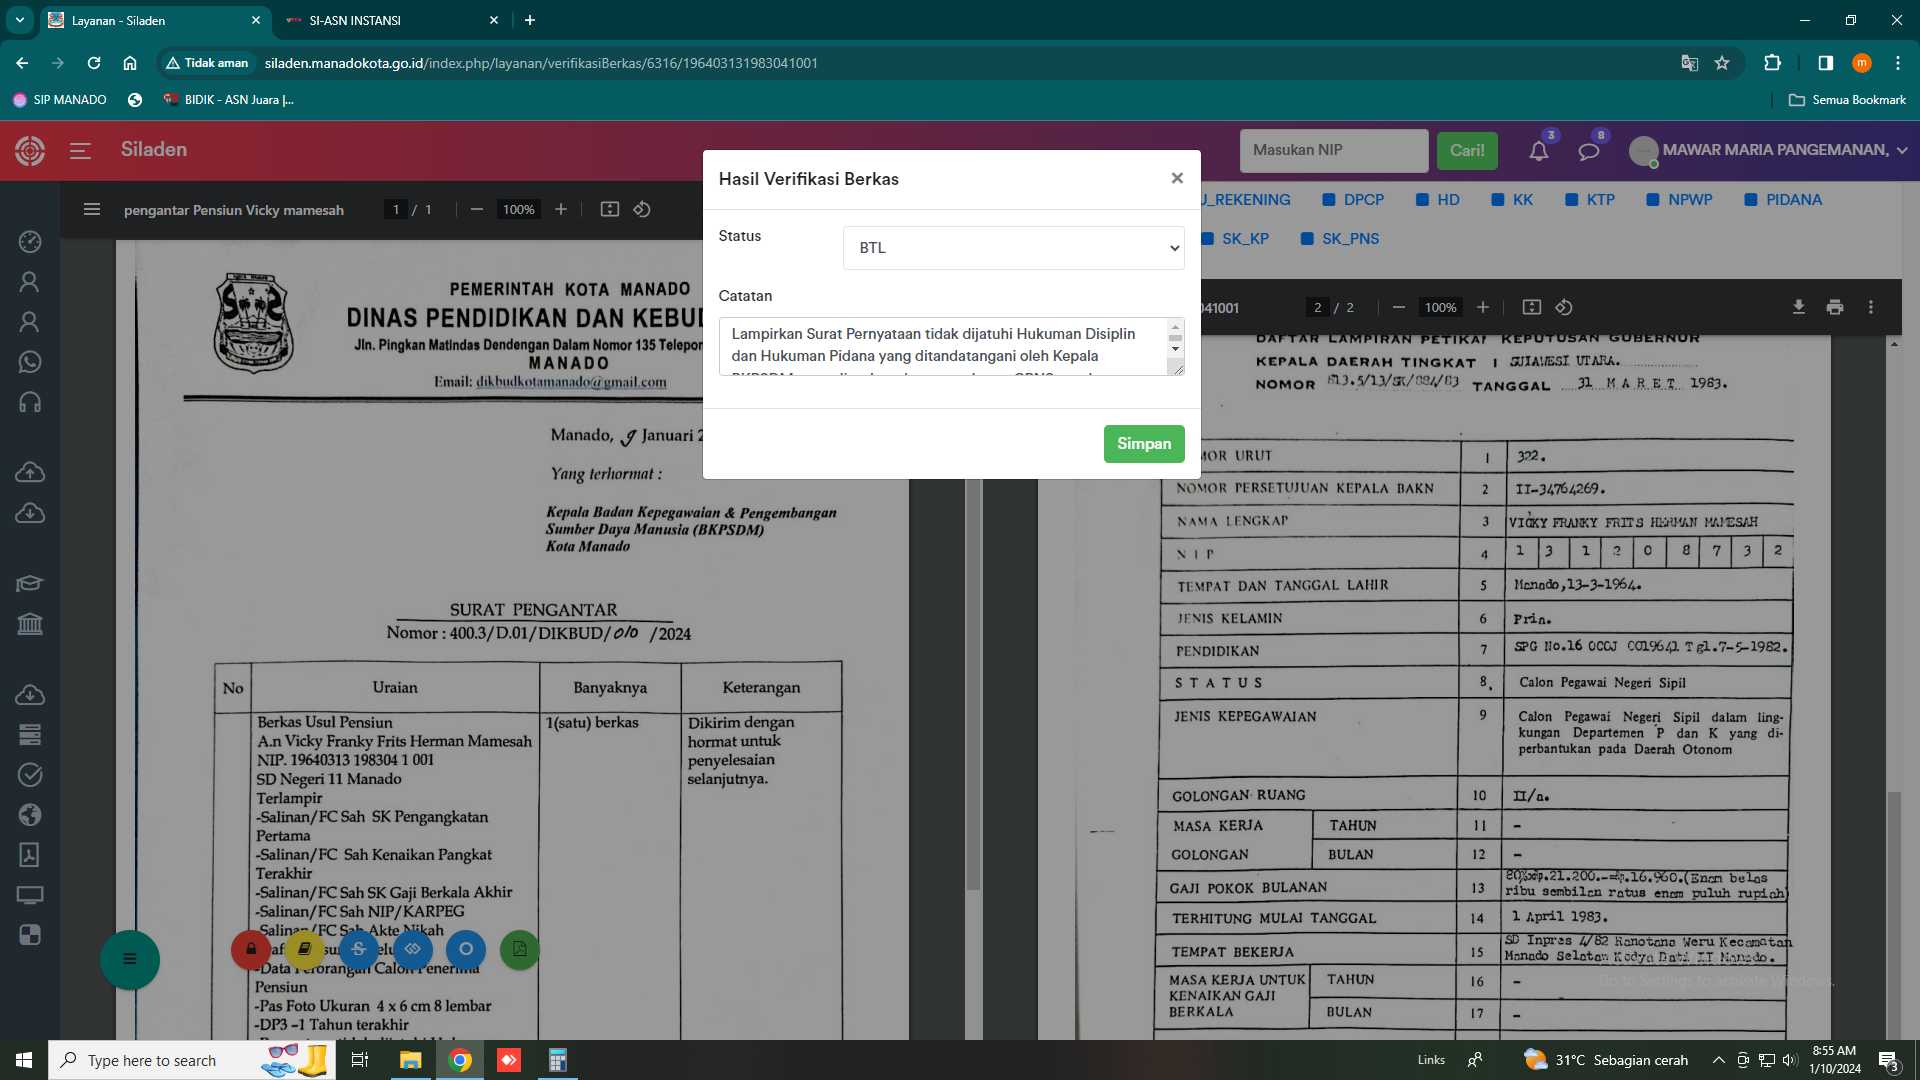 Layanan - Siladen
SI-ASN INSTANSI
Tidak aman
siladen.manadokota.go.id/index.php/layanan/verifikasiBerkas/6316/196403131983041001
SIP MANADO
BIDIK - ASN Juara |...
Semua Bookmark
Siladen
Masukan NIP
Cari!
3
8
MAWAR MARIA PANGEMANAN,
pengantar Pensiun Vicky mamesah
1 / 1
100%
Hasil Verifikasi Berkas
Status
BTL
Catatan
Lampirkan Surat Pernyataan tidak dijatuhi Hukuman Disiplin
dan Hukuman Pidana yang ditandatangani oleh Kepala
Simpan
U_REKENING
DPCP
HD
KK
KTP
NPWP
PIDANA
SK_KP
SK_PNS
041001
2 / 2
100%
PEMERINTAH KOTA MANADO
DINAS PENDIDIKAN DAN KEBUD
Jln. Pingkan Matindas Dendengan Dalam Nomor 135 Telepon
MANADO
Email: dikbudkotamanado@gmail.com
Manado, 9 Januari 2
Yang terhormat :
Kepala Badan Kepegawaian & Pengembangan
Sumber Daya Manusia (BKPSDM)
Kota Manado
SURAT PENGANTAR
Nomor : 400.3/D.01/DIKBUD/010 /2024
No Uraian Banyaknya Keterangan
Berkas Usul Pensiun 1(satu) berkas Dikirim dengan
A.n Vicky Franky Frits Herman Mamesah hormat untuk
NIP. 19640313 198304 1 001 penyelesaian
SD Negeri 11 Manado selanjutnya.
Terlampir
-Salinan/FC Sah SK Pengangkatan
Pertama
-Salinan/FC Sah Kenaikan Pangkat
Terakhir
-Salinan/FC Sah SK Gaji Berkala Akhir
-Salinan/FC Sah NIP/KARPEG
-Salinan/FC Sah Akte Nikah
-Data Perorangan Calon Penerima
Pensiun
-Pas Foto Ukuran 4 x 6 cm 8 lembar
-DP3 -1 Tahun terakhir
DAFTAR LAMPIRAN PETIKAN KEPUTUSAN GUBERNUR
KEPALA DAERAH TINGKAT I SULAWESI UTARA.
NOMOR 813.5/13/SK/884/83 TANGGAL 31 MARET 1983.
MOR URUT 1 322.
NOMOR PERSETUJUAN KEPALA BAKN 2 II-34764269.
NAMA LENGKAP 3 VICKY FRANKY FRITS HERMAN MAMESAH
N I P 4 1 3 1 2 0 8 7 3 2
TEMPAT DAN TANGGAL LAHIR 5 Manado,13-3-1964.
JENIS KELAMIN 6 Pria.
PENDIDIKAN 7 SPG No.16 OCOJ 0019641 Tgl.7-5-1982.
S T A T U S 8. Calon Pegawai Negeri Sipil
JENIS KEPEGAWAIAN 9 Calon Pegawai Negeri Sipil dalam ling-
kungan Departemen P dan K yang di-
perbantukan pada Daerah Otonom
GOLONGAN RUANG 10 II/a.
MASA KERJA TAHUN 11 -
GOLONGAN BULAN 12 -
GAJI POKOK BULANAN 13 80%xRp.21.200.-=Rp.16.960.(Enam belas
ribu sembilan ratus enam puluh rupiah)
TERHITUNG MULAI TANGGAL 14 1 April 1983.
TEMPAT BEKERJA 15 SD Inpres 4/82 Ranotana Weru Kecamatan
Manado Selatan Kodya Dati II Manado.
MASA KERJA UNTUK TAHUN 16 -
KENAIKAN GAJI
BERKALA BULAN 17 -
Go to Settings to activate Windows.
Type here to search
Links
31°C Sebagian cerah
8:55 AM
1/10/2024
3